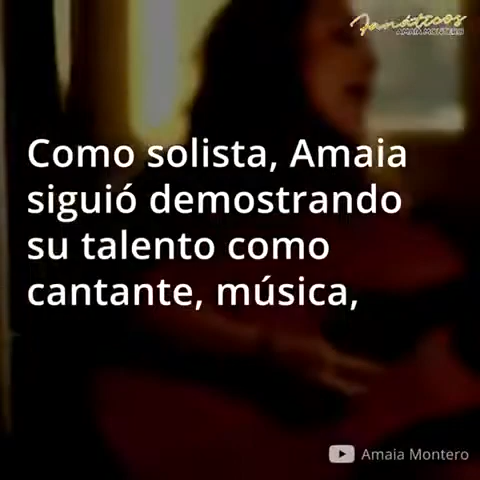 Fanáticos
AMAIA MONTERO
Como solista, Amaia
siguió demostrando
su talento como
cantante, música,
Amaia Montero